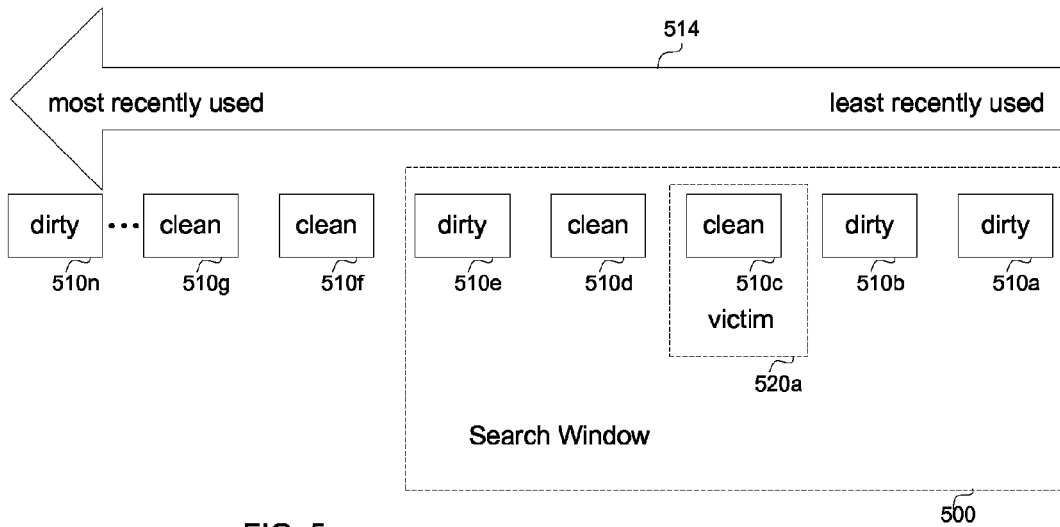 514
most recently used least recently used
dirty ••• clean clean dirty clean clean dirty dirty
510n 510g 510f 510e 510d 510c 510b 510a
victim
520a
Search Window
500
FIG. 5